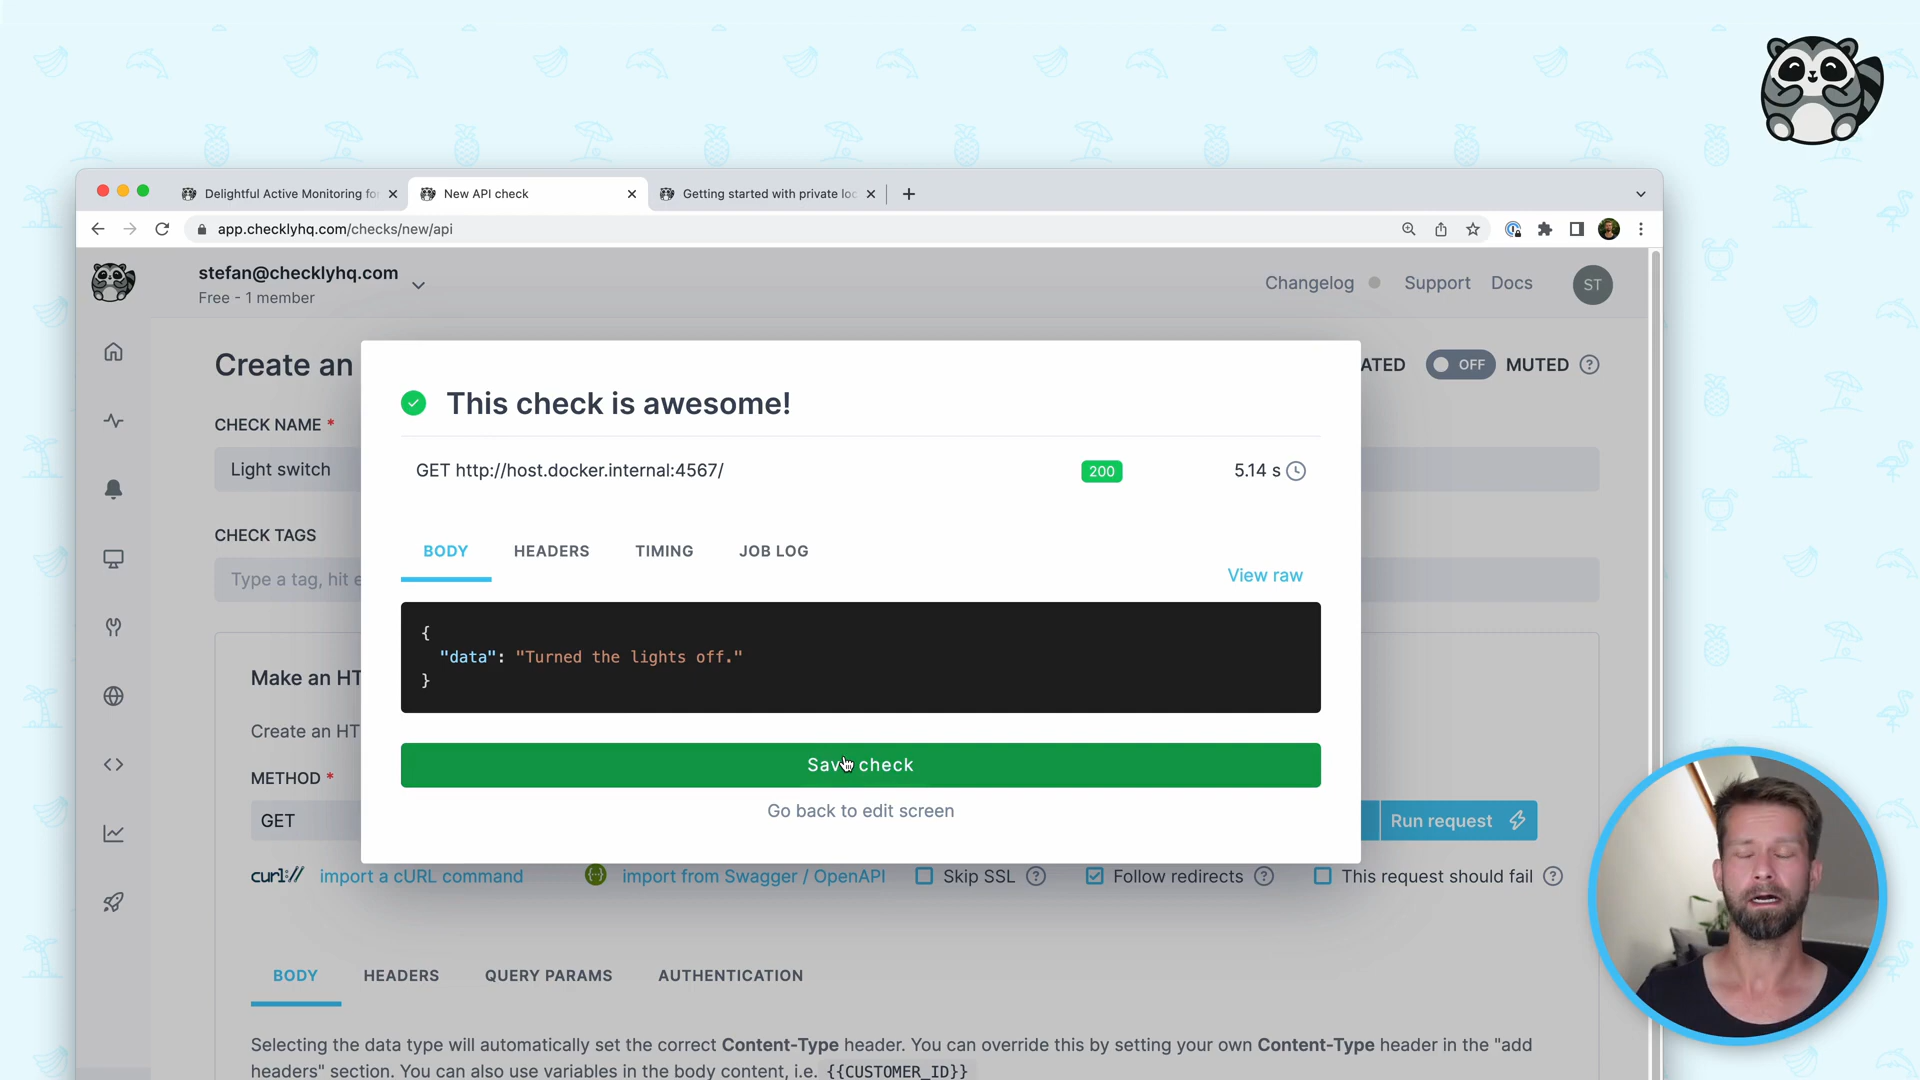 Delightful Active Monitoring for
New API check
Getting started with private loc
app.checklyhq.com/checks/new/api
stefan@checklyhq.com
Free - 1 member
Changelog
Support
Docs
ST
Create an
ATED
OFF
MUTED
CHECK NAME *
Light switch
CHECK TAGS
Type a tag, hit e
This check is awesome!
GET http://host.docker.internal:4567/
200
5.14 s
BODY
HEADERS
TIMING
JOB LOG
View raw
{
"data": "Turned the lights off."
}
Save check
Go back to edit screen
Make an HT
Create an HT
METHOD *
GET
Run request
curl://
import a cURL command
import from Swagger / OpenAPI
Skip SSL
Follow redirects
This request should fail
BODY
HEADERS
QUERY PARAMS
AUTHENTICATION
Selecting the data type will automatically set the correct Content-Type header. You can override this by setting your own Content-Type header in the "add
headers" section. You can also use variables in the body content, i.e. {{CUSTOMER_ID}}